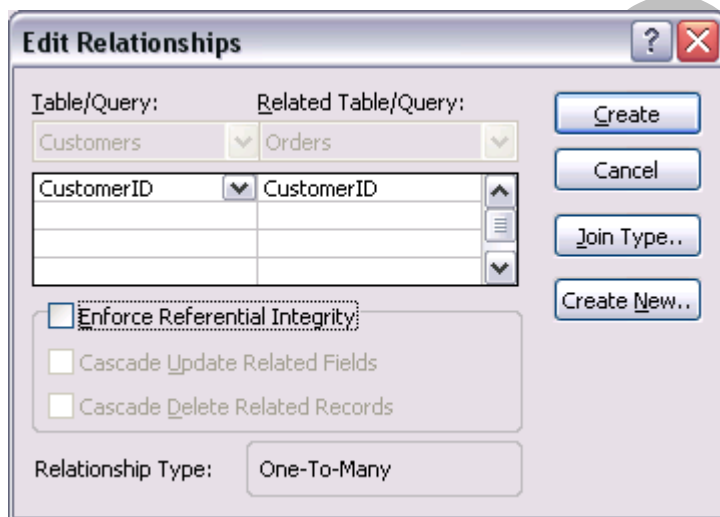 Edit Relationships
Table/Query: Related Table/Query:
Customers Orders
CustomerID CustomerID
Enforce Referential Integrity
Cascade Update Related Fields
Cascade Delete Related Records
Relationship Type: One-To-Many
Create
Cancel
Join Type..
Create New..